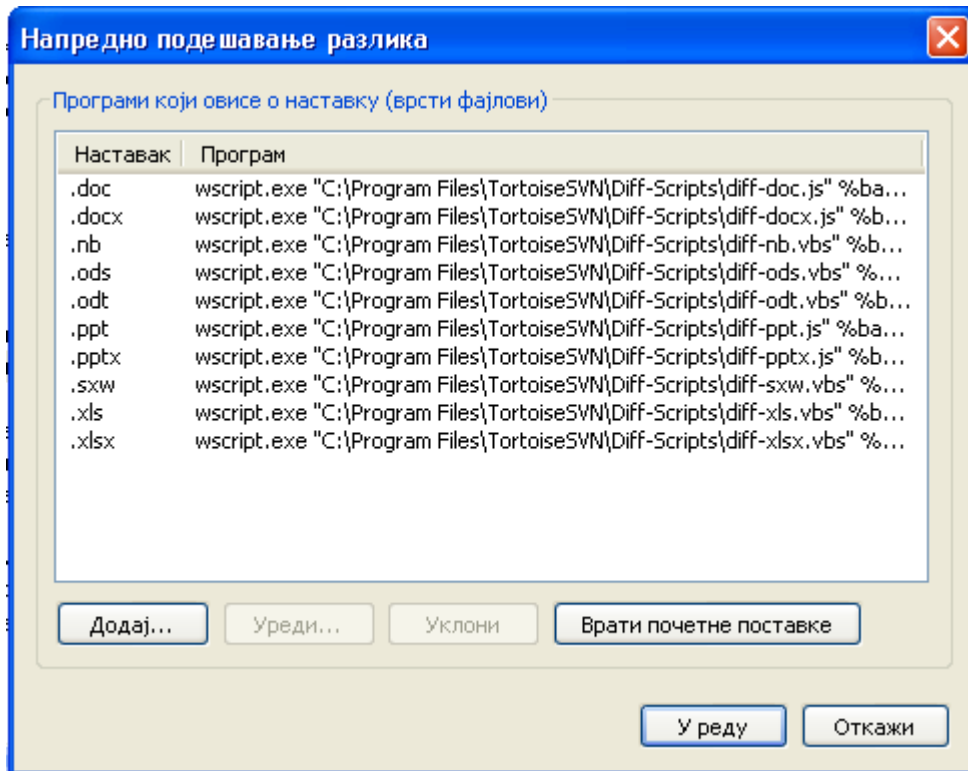 Напредно подешавање разлика
Програми који овисе о наставку (врсти фајлови)
Наставак Програм
.doc wscript.exe "C:\Program Files\TortoiseSVN\Diff-Scripts\diff-doc.js" %ba...
.docx wscript.exe "C:\Program Files\TortoiseSVN\Diff-Scripts\diff-docx.js" %b...
.nb wscript.exe "C:\Program Files\TortoiseSVN\Diff-Scripts\diff-nb.vbs" %b...
.ods wscript.exe "C:\Program Files\TortoiseSVN\Diff-Scripts\diff-ods.vbs" %...
.odt wscript.exe "C:\Program Files\TortoiseSVN\Diff-Scripts\diff-odt.vbs" %b...
.ppt wscript.exe "C:\Program Files\TortoiseSVN\Diff-Scripts\diff-ppt.js" %ba...
.pptx wscript.exe "C:\Program Files\TortoiseSVN\Diff-Scripts\diff-pptx.js" %b...
.sxw wscript.exe "C:\Program Files\TortoiseSVN\Diff-Scripts\diff-sxw.vbs" %...
.xls wscript.exe "C:\Program Files\TortoiseSVN\Diff-Scripts\diff-xls.vbs" %b...
.xlsx wscript.exe "C:\Program Files\TortoiseSVN\Diff-Scripts\diff-xlsx.vbs" %...
Додај... Уреди... Уклони Врати почетне поставке
У реду Откажи